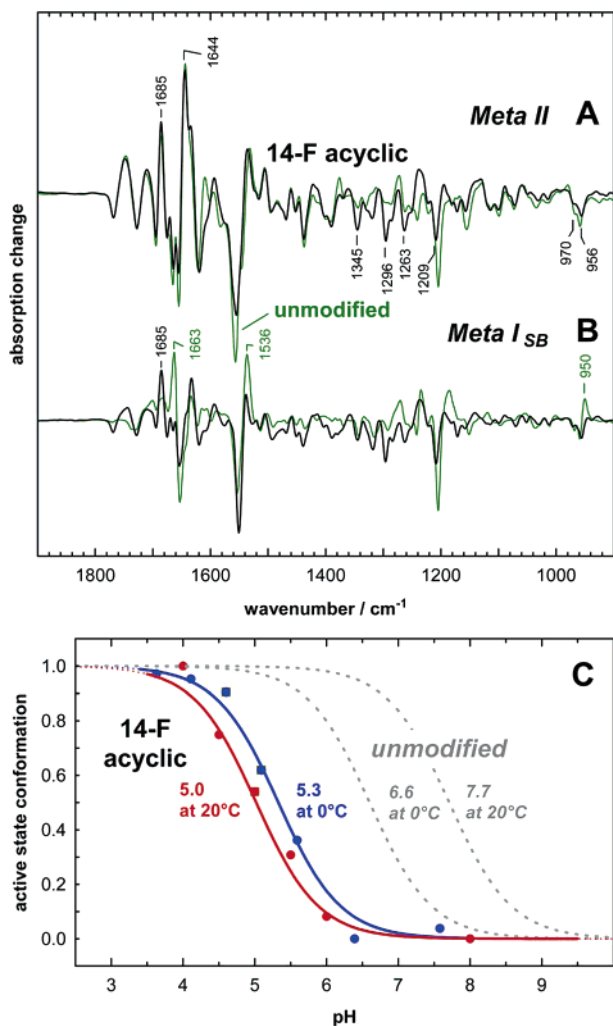 1644
1685
Meta II
A
14-F acyclic
1345
1296
1263
1209
970
956
absorption change
unmodified
Meta I SB
B
1685
1663
1536
950
1800
1600
1400
1200
1000
wavenumber / cm-1
C
1.0
0.8
0.6
0.4
0.2
0.0
active state conformation
14-F
acyclic
unmodified
5.0
at 20°C
5.3
at 0°C
6.6
at 0°C
7.7
at 20°C
3
4
5
6
7
8
9
pH